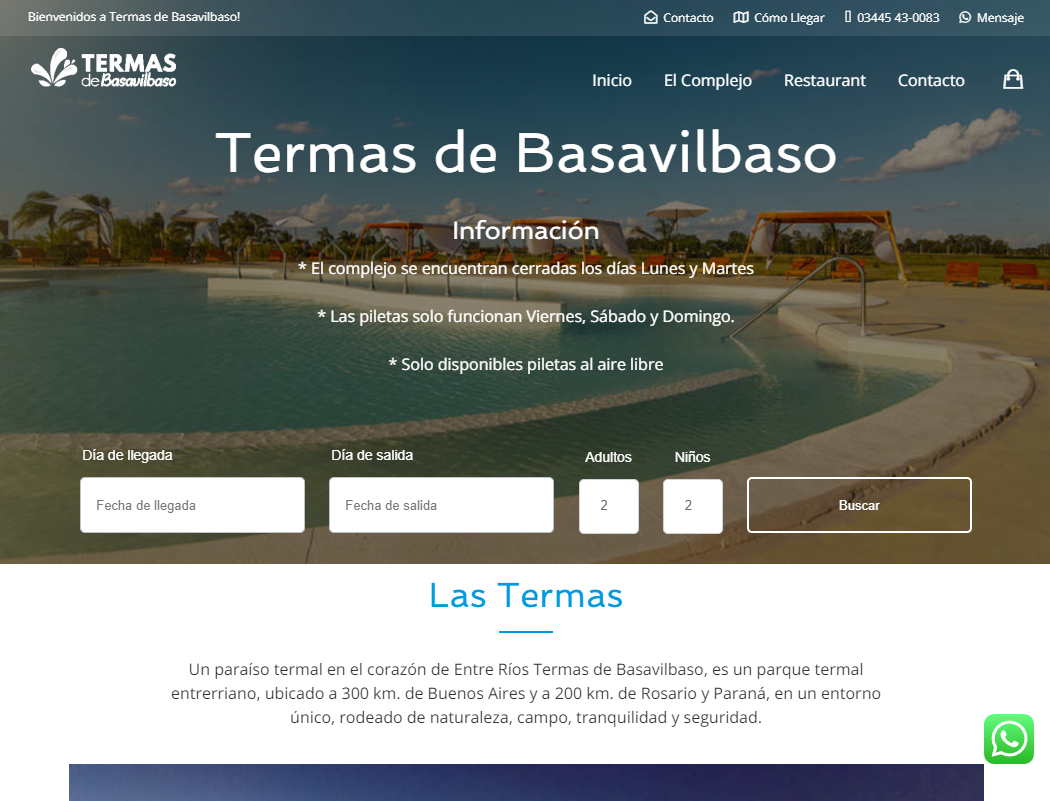 Bienvenidos a Termas de Basavilbaso!
Contacto
Cómo Llegar
03445 43-0083
Mensaje
TERMAS
de Basavilbaso
Inicio
El Complejo
Restaurant
Contacto
Termas de Basavilbaso
Información
* El complejo se encuentran cerradas los días Lunes y Martes
* Las piletas solo funcionan Viernes, Sábado y Domingo.
* Solo disponibles piletas al aire libre
Día de llegada
Día de salida
Adultos
Niños
Fecha de llegada
Fecha de salida
2
2
Buscar
Las Termas
Un paraíso termal en el corazón de Entre Ríos Termas de Basavilbaso, es un parque termal
entrerriano, ubicado a 300 km. de Buenos Aires y a 200 km. de Rosario y Paraná, en un entorno
único, rodeado de naturaleza, campo, tranquilidad y seguridad.